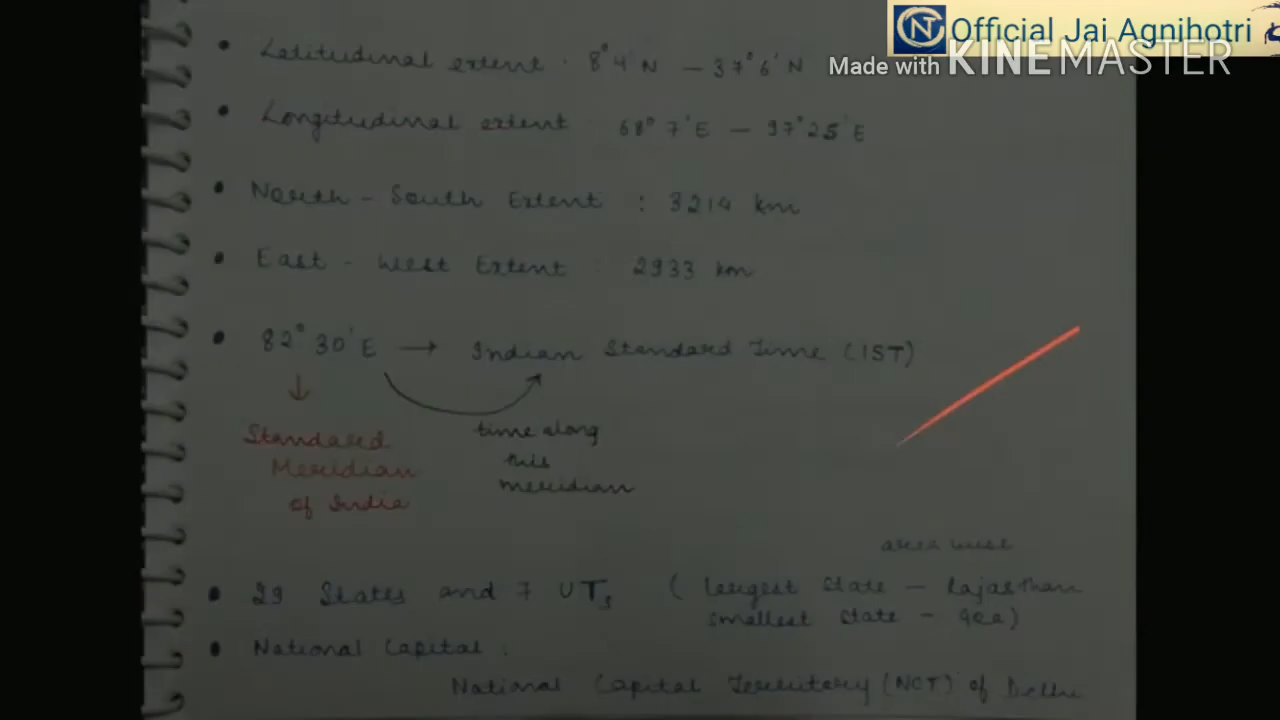 Official Jai Agnihotri
Made with KINEMASTER
• Latitudinal extent : 8°4'N – 37°6'N
• Longitudinal extent : 68°7'E – 97°25'E
• North - South Extent : 3214 km
• East - West Extent : 2933 km
• 82°30'E → Indian Standard Time (IST)
Standard
Meridian
of India
time along
this
meridian
area wise
• 29 States and 7 UTs (largest state – Rajasthan
smallest state – goa)
• National Capital :
National Capital Territory (NCT) of Delhi